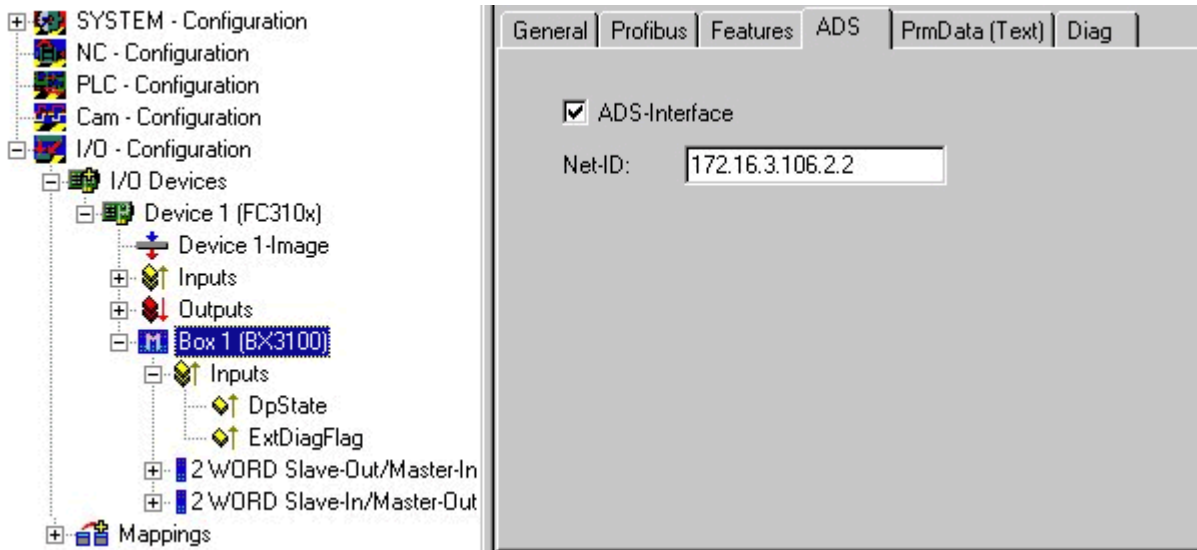 SYSTEM - Configuration
NC - Configuration
PLC - Configuration
Cam - Configuration
I/O - Configuration
I/O Devices
Device 1 (FC310x)
Device 1-Image
Inputs
Outputs
Box 1 (BX3100)
Inputs
DpState
ExtDiagFlag
2 WORD Slave-Out/Master-In
2 WORD Slave-In/Master-Out
Mappings
General Profibus Features ADS PrmData (Text) Diag
ADS-Interface
Net-ID: 172.16.3.106.2.2